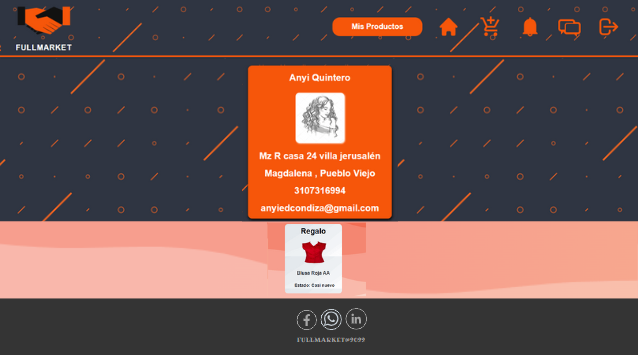 Mis Productos
FULLMARKET
Anyi Quintero
Mz R casa 24 villa jerusalén
Magdalena , Pueblo Viejo
3107316994
anyiedcondiza@gmail.com
Regalo
Blusa Roja AA
Estado: Casi nuevo